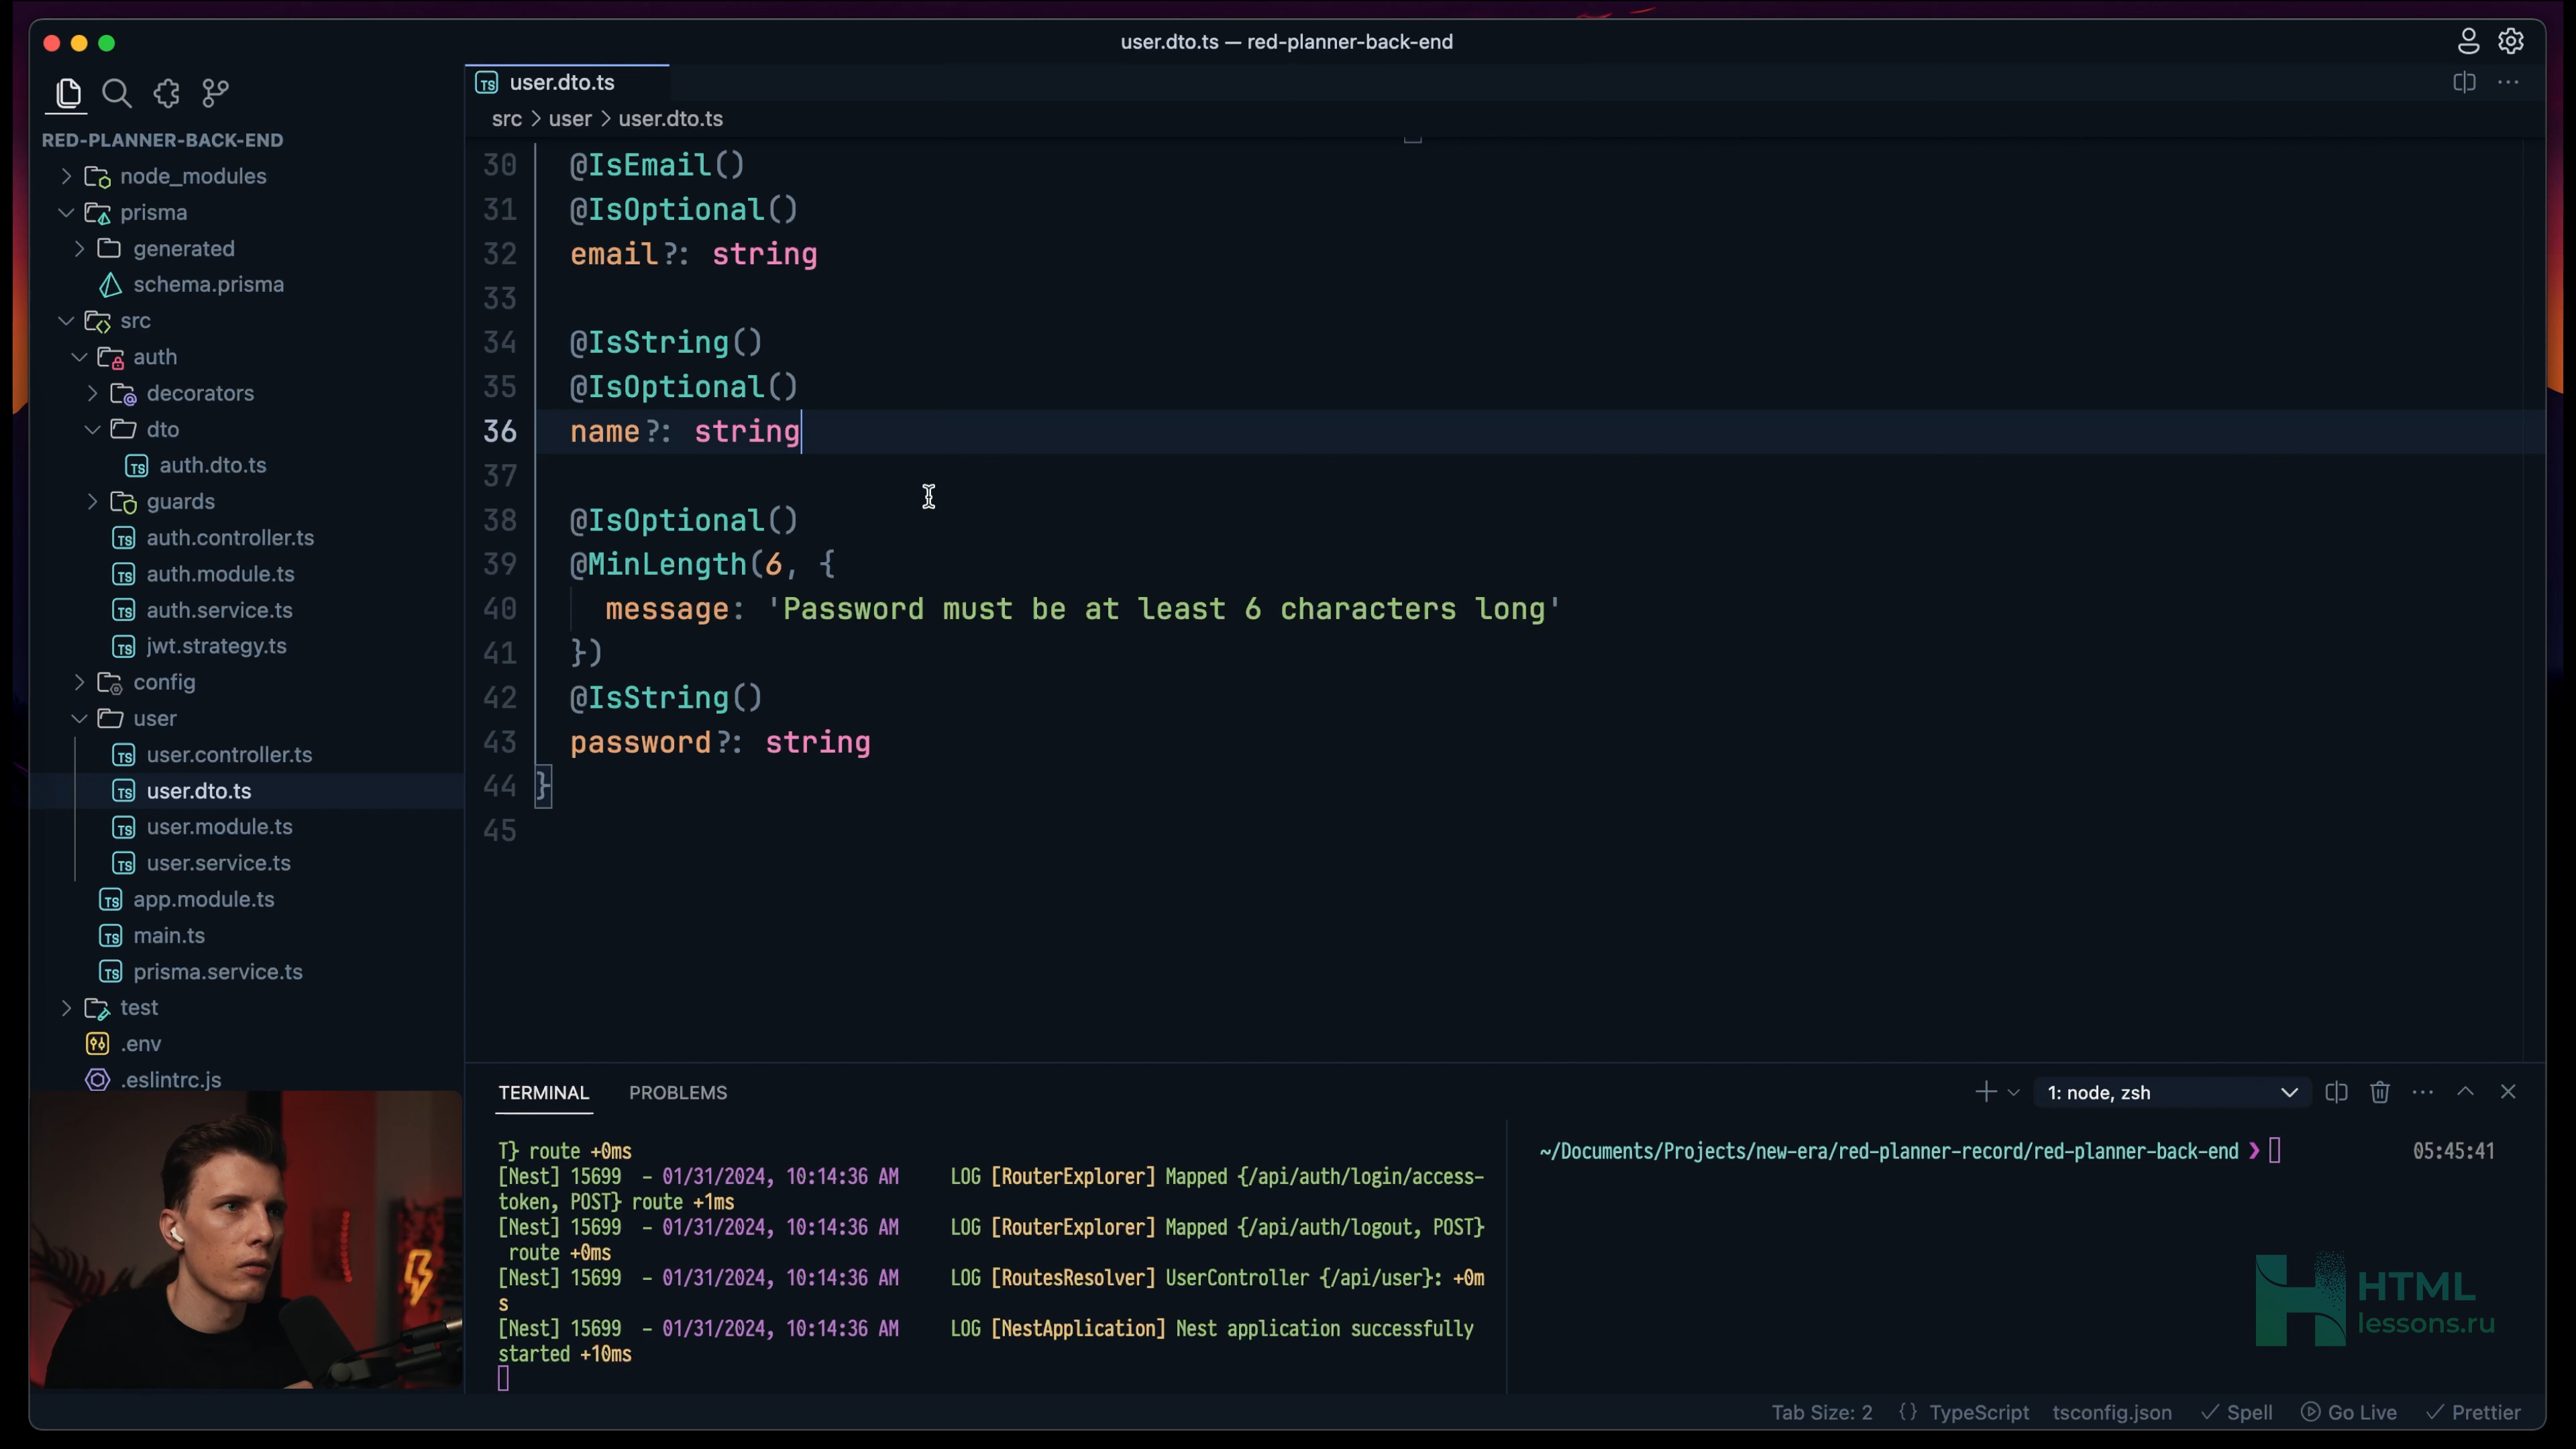 user.dto.ts — red-planner-back-end
RED-PLANNER-BACK-END
node_modules
prisma
generated
schema.prisma
src
auth
decorators
dto
auth.dto.ts
guards
auth.controller.ts
auth.module.ts
auth.service.ts
jwt.strategy.ts
config
user
user.controller.ts
user.dto.ts
user.module.ts
user.service.ts
app.module.ts
main.ts
prisma.service.ts
test
.env
.eslintrc.js
user.dto.ts
src > user > user.dto.ts
30 @IsEmail()
31 @IsOptional()
32 email?: string
33
34 @IsString()
35 @IsOptional()
36 name?: string
37
38 @IsOptional()
39 @MinLength(6, {
40 message: 'Password must be at least 6 characters long'
41 })
42 @IsString()
43 password?: string
44 }
45
TERMINAL PROBLEMS
1: node, zsh
T} route +0ms
[Nest] 15699 - 01/31/2024, 10:14:36 AM LOG [RouterExplorer] Mapped {/api/auth/login/access-
token, POST} route +1ms
[Nest] 15699 - 01/31/2024, 10:14:36 AM LOG [RouterExplorer] Mapped {/api/auth/logout, POST}
route +0ms
[Nest] 15699 - 01/31/2024, 10:14:36 AM LOG [RoutesResolver] UserController {/api/user}: +0m
s
[Nest] 15699 - 01/31/2024, 10:14:36 AM LOG [NestApplication] Nest application successfully
started +10ms
~/Documents/Projects/new-era/red-planner-record/red-planner-back-end ❯ 05:45:41
HTML
lessons.ru
Tab Size: 2 {} TypeScript tsconfig.json ✓ Spell Go Live ✓ Prettier